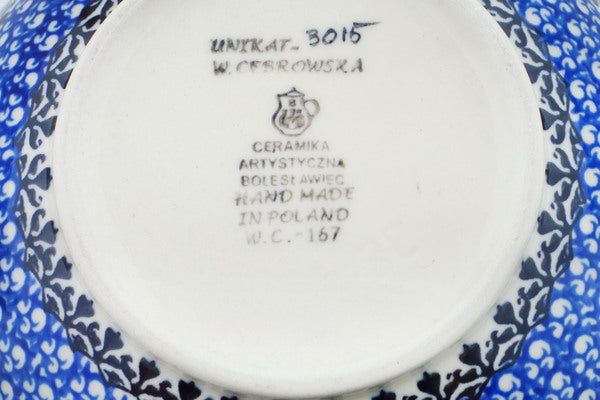 UNIKAT- 3015
W. CEBROWSKA
CERAMIKA
ARTYSTYCZNA
BOLESŁAWIEC
HAND MADE
IN POLAND
W.C.-167